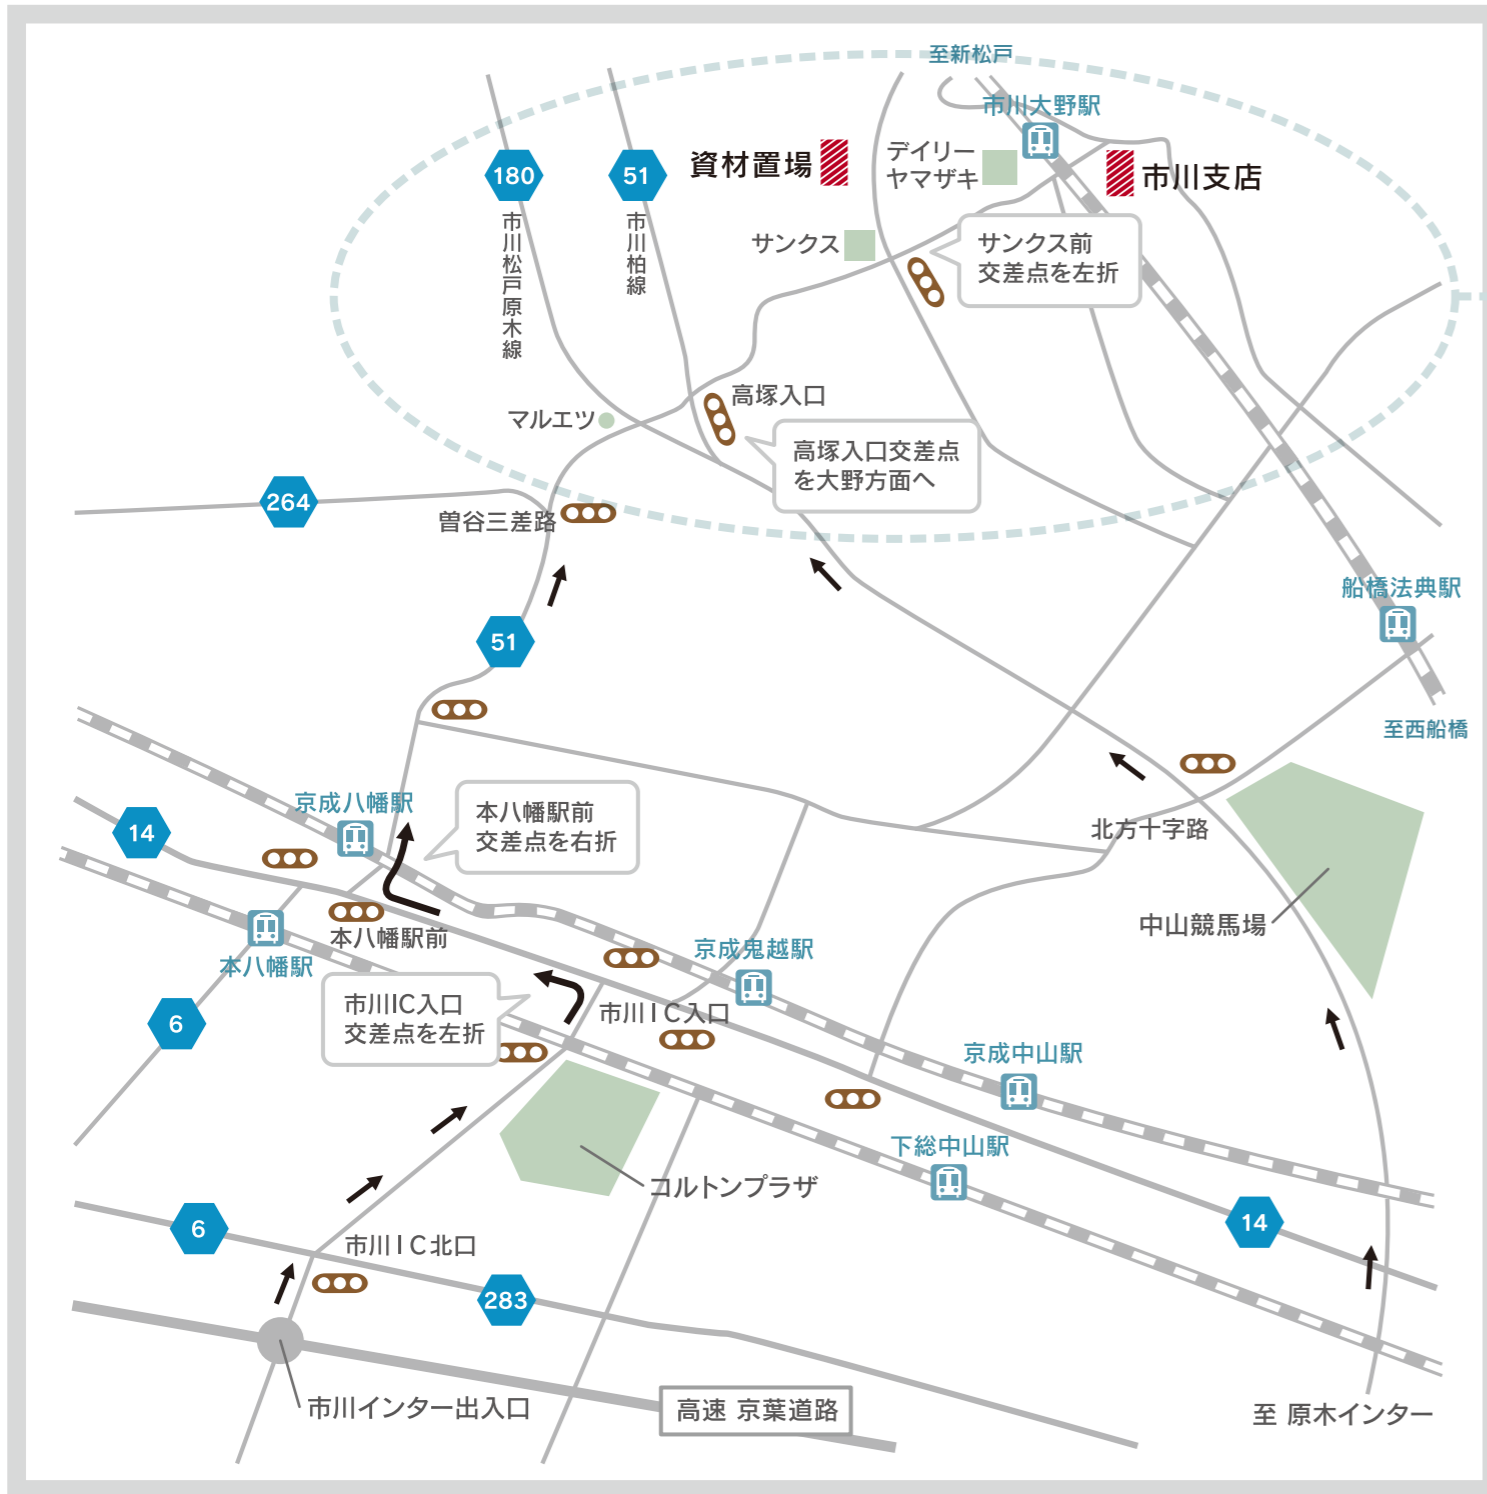 至新松戸
市川大野駅
180
51
資材置場
デイリー
ヤマザキ
市川支店
市川松戸原木線
市川柏線
サンクス
サンクス前
交差点を左折
高塚入口
マルエツ
高塚入口交差点
を大野方面へ
264
曽谷三差路
船橋法典駅
51
至西船橋
京成八幡駅
14
本八幡駅前
交差点を右折
北方十字路
中山競馬場
本八幡駅前
本八幡駅
京成鬼越駅
市川IC入口
交差点を左折
市川IC入口
6
京成中山駅
下総中山駅
コルトンプラザ
6
14
市川IC北口
283
市川インター出入口
高速 京葉道路
至 原木インター